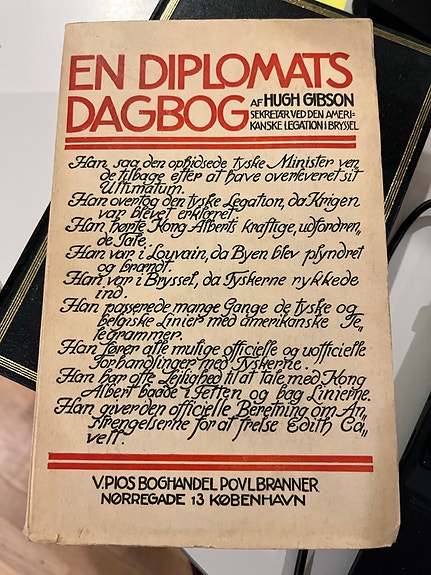 EN DIPLOMATS
DAGBOG
AF HUGH GIBSON
SEKRETÆR VED DEN AMERI-
KANSKE LEGATION I BRYSSEL
Han saa den ophidsede tyske Minister ven„
de tilbage efter at have overleveret sit
Ultimatum.
Han overtog den tyske Legation, da Krigen
var blevet erklæret.
Han hørte Kong Alberts kraftige, udfordren„
de Tale.
Han var i Louvain, da Byen blev plyndret
og brændt.
Han var i Bryssel, da Tyskerne rykkede
ind.
Han passerede mange Gange de tyske og
belgiske Linier med amerikanske Te„
legrammer.
Han fører alle mulige officielle og uofficielle
Forhandlinger med Tyskerne.
Han har ofte Lejlighed til at tale med Kong
Albert baade i Felten og bag Linierne.
Han giver den officielle Beretning om An„
strengelserne for at frelse Edith Ca„
vell.
V. PIOS BOGHANDEL POVL BRANNER
NØRREGADE 13 KØBENHAVN